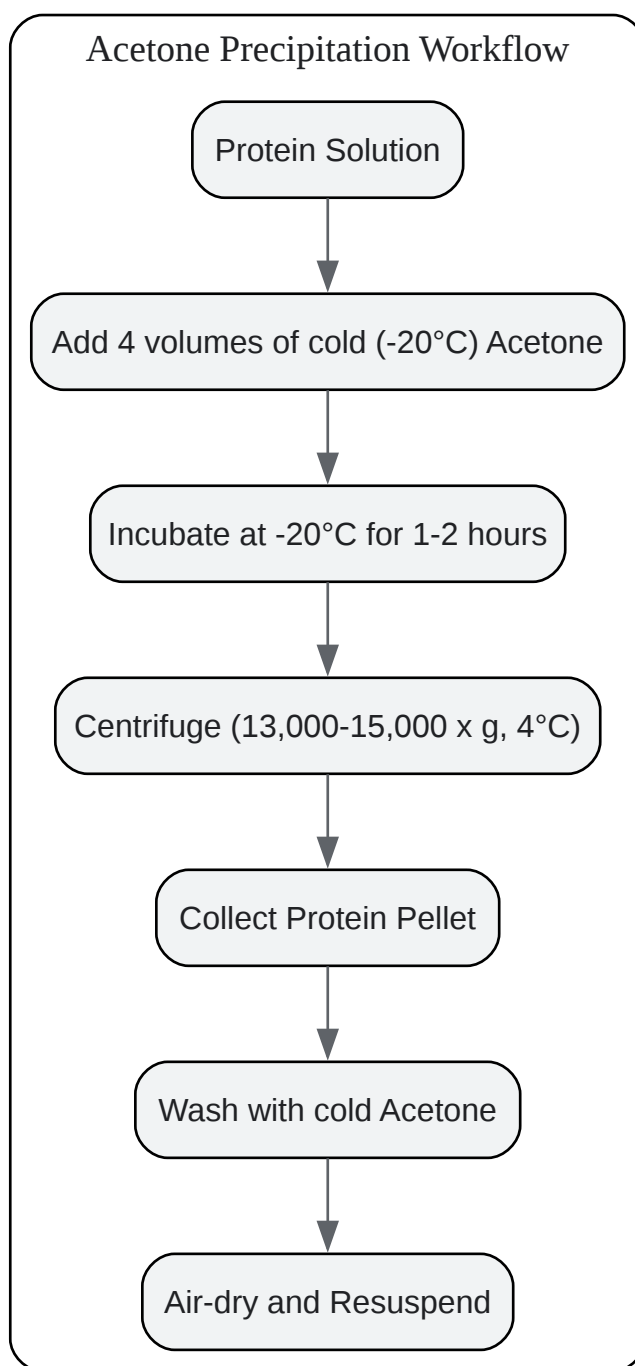 Acetone Precipitation Workflow
Protein Solution
Add 4 volumes of cold (-20°C) Acetone
Incubate at -20°C for 1-2 hours
Centrifuge (13,000-15,000 x g, 4°C)
Collect Protein Pellet
Wash with cold Acetone
Air-dry and Resuspend